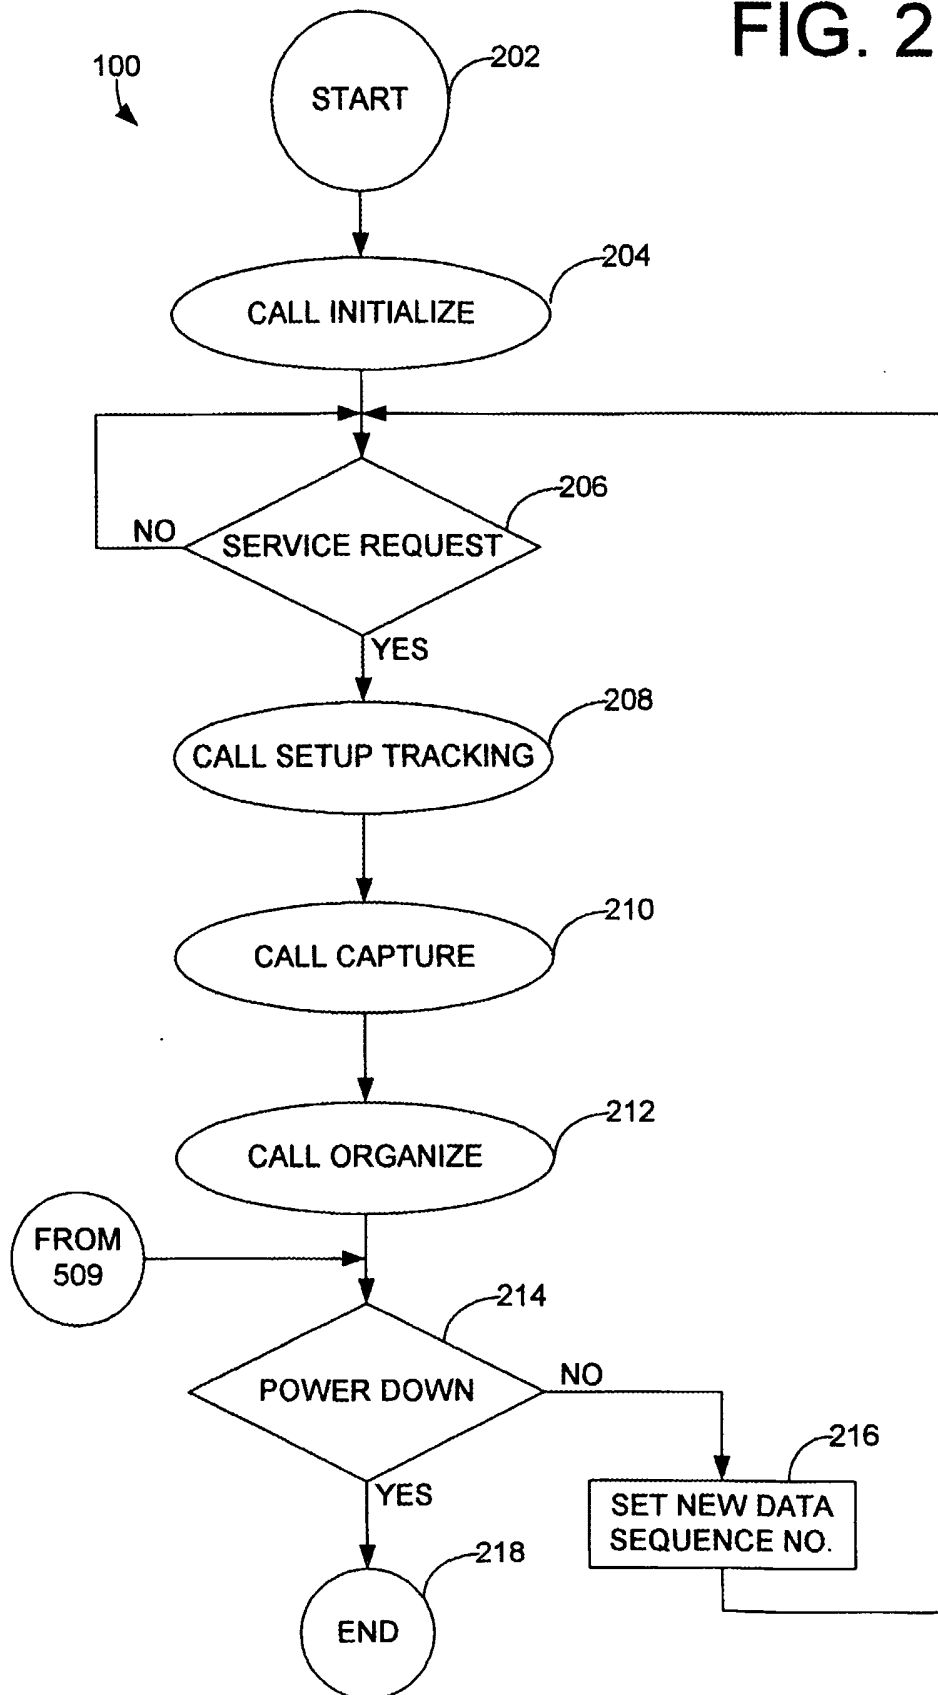 FIG. 2
100
202
START
204
CALL INITIALIZE
206
NO
SERVICE REQUEST
YES
208
CALL SETUP TRACKING
210
CALL CAPTURE
212
CALL ORGANIZE
FROM
509
214
NO
POWER DOWN
216
YES
SET NEW DATA
SEQUENCE NO.
218
END